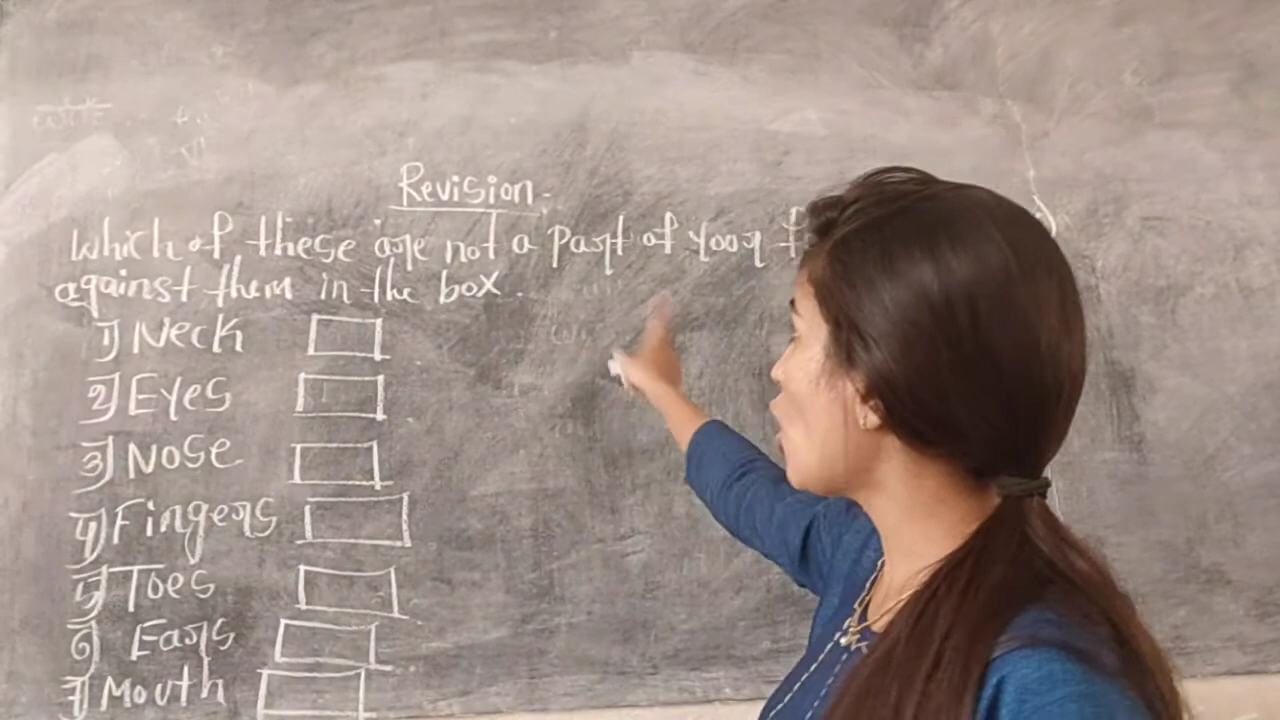 Revision.
Which of these are not a part of your f
against them in the box.
1) Neck
2) Eyes
3) Nose
4) Fingers
5) Toes
6) Ears
7) Mouth